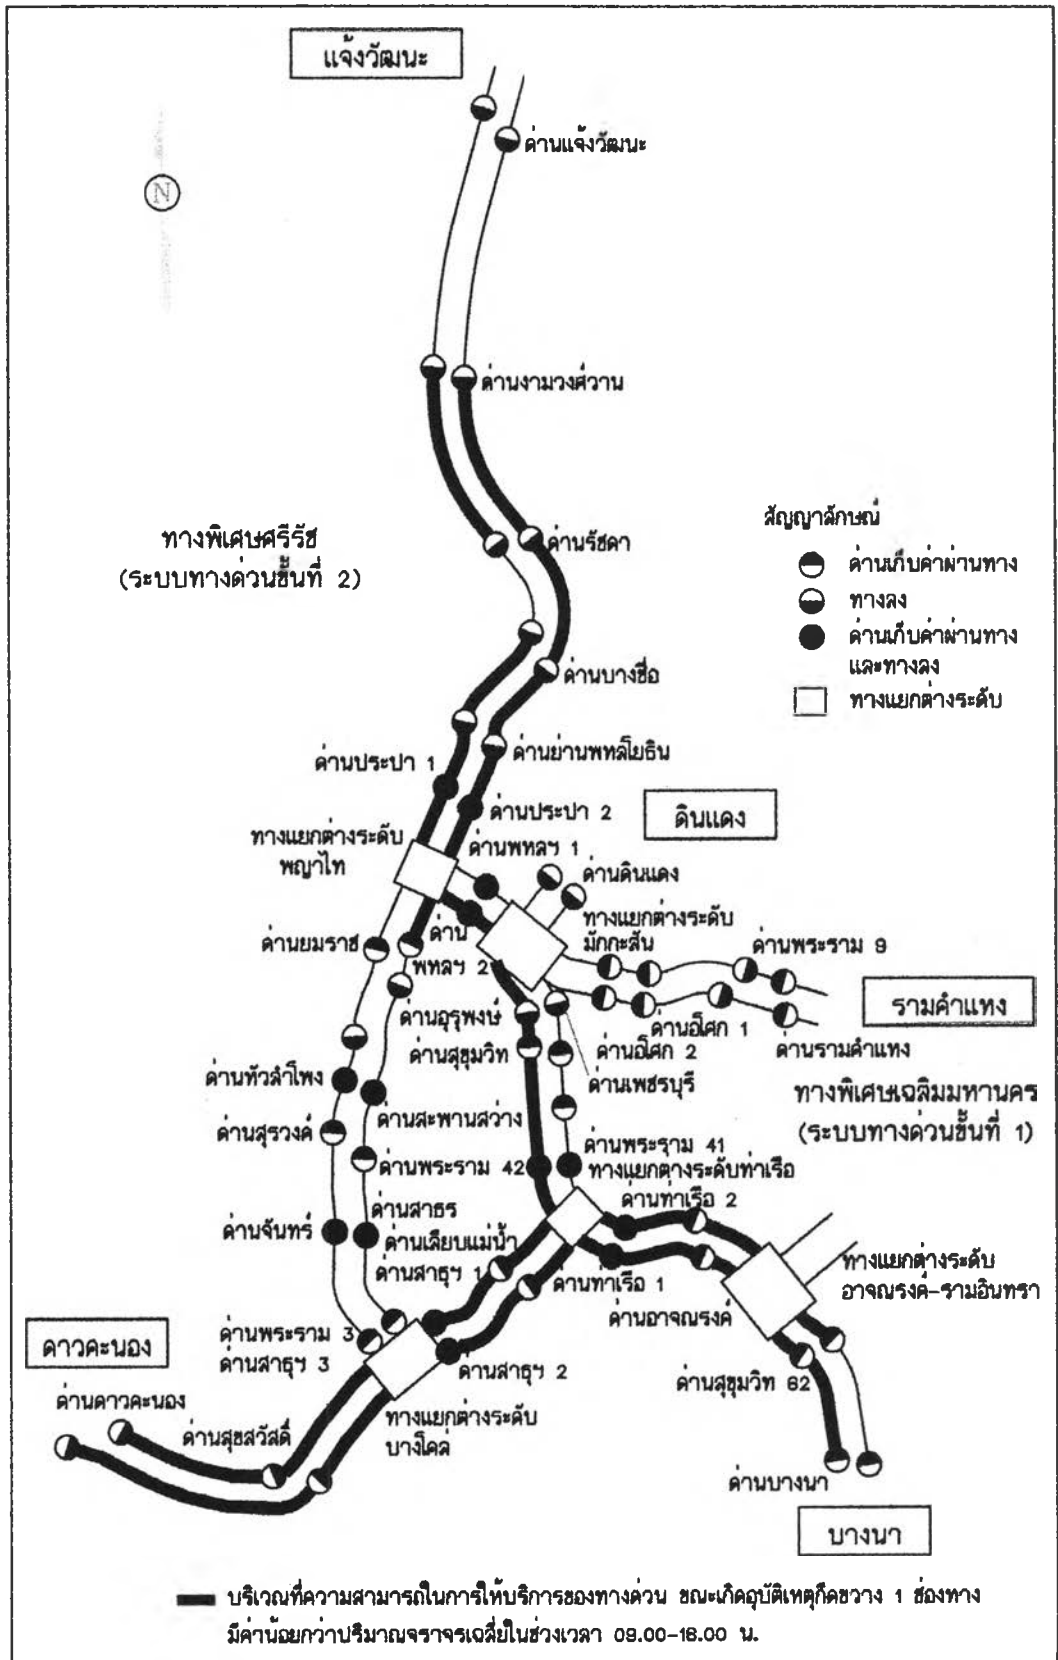 แจ้งวัฒนะ
ด่านแจ้งวัฒนะ
N
ด่านงามวงศ์วาน
ทางพิเศษศรีรัช
(ระบบทางด่วนขั้นที่ 2)
ด่านรัชดา
สัญญาลักษณ์
ด่านเก็บค่าผ่านทาง
ทางลง
ด่านเก็บค่าผ่านทาง
และทางลง
ทางแยกต่างระดับ
ด่านบางซื่อ
ด่านย่านพหลโยธิน
ด่านประปา 1
ด่านประปา 2
ดินแดง
ทางแยกต่างระดับ
พญาไท
ด่านพหลฯ 1
ด่านดินแดง
ทางแยกต่างระดับ
มักกะสัน
ด่านยมราช
ด่าน
พหลฯ 2
ด่านพระราม 9
รามคำแหง
ด่านอุรุพงษ์
ด่านสุขุมวิท
ด่านอโศก 1
ด่านอโศก 2
ด่านรามคำแหง
ด่านเพชรบุรี
ด่านหัวลำโพง
ทางพิเศษเฉลิมมหานคร
(ระบบทางด่วนขั้นที่ 1)
ด่านสะพานสว่าง
ด่านสุรวงศ์
ด่านพระราม 41
ด่านพระราม 42
ทางแยกต่างระดับท่าเรือ
ด่านท่าเรือ 2
ด่านสาธร
ด่านจันทร์
ด่านเลียบแม่น้ำ
ด่านสาธุฯ 1
ด่านท่าเรือ 1
ทางแยกต่างระดับ
อาจณรงค์-รามอินทรา
ด่านอาจณรงค์
ด่านพระราม 3
ด่านสาธุฯ 3
ดาวคะนอง
ด่านสาธุฯ 2
ด่านสุขุมวิท 62
ด่านดาวคะนอง
ด่านสุขสวัสดิ์
ทางแยกต่างระดับ
บางโคล่
ด่านบางนา
บางนา
บริเวณที่ความสามารถในการให้บริการของทางด่วน ขณะเกิดอุบัติเหตุกีดขวาง 1 ช่องทาง
มีค่าน้อยกว่าปริมาณจราจรเฉลี่ยในช่วงเวลา 09.00-16.00 น.